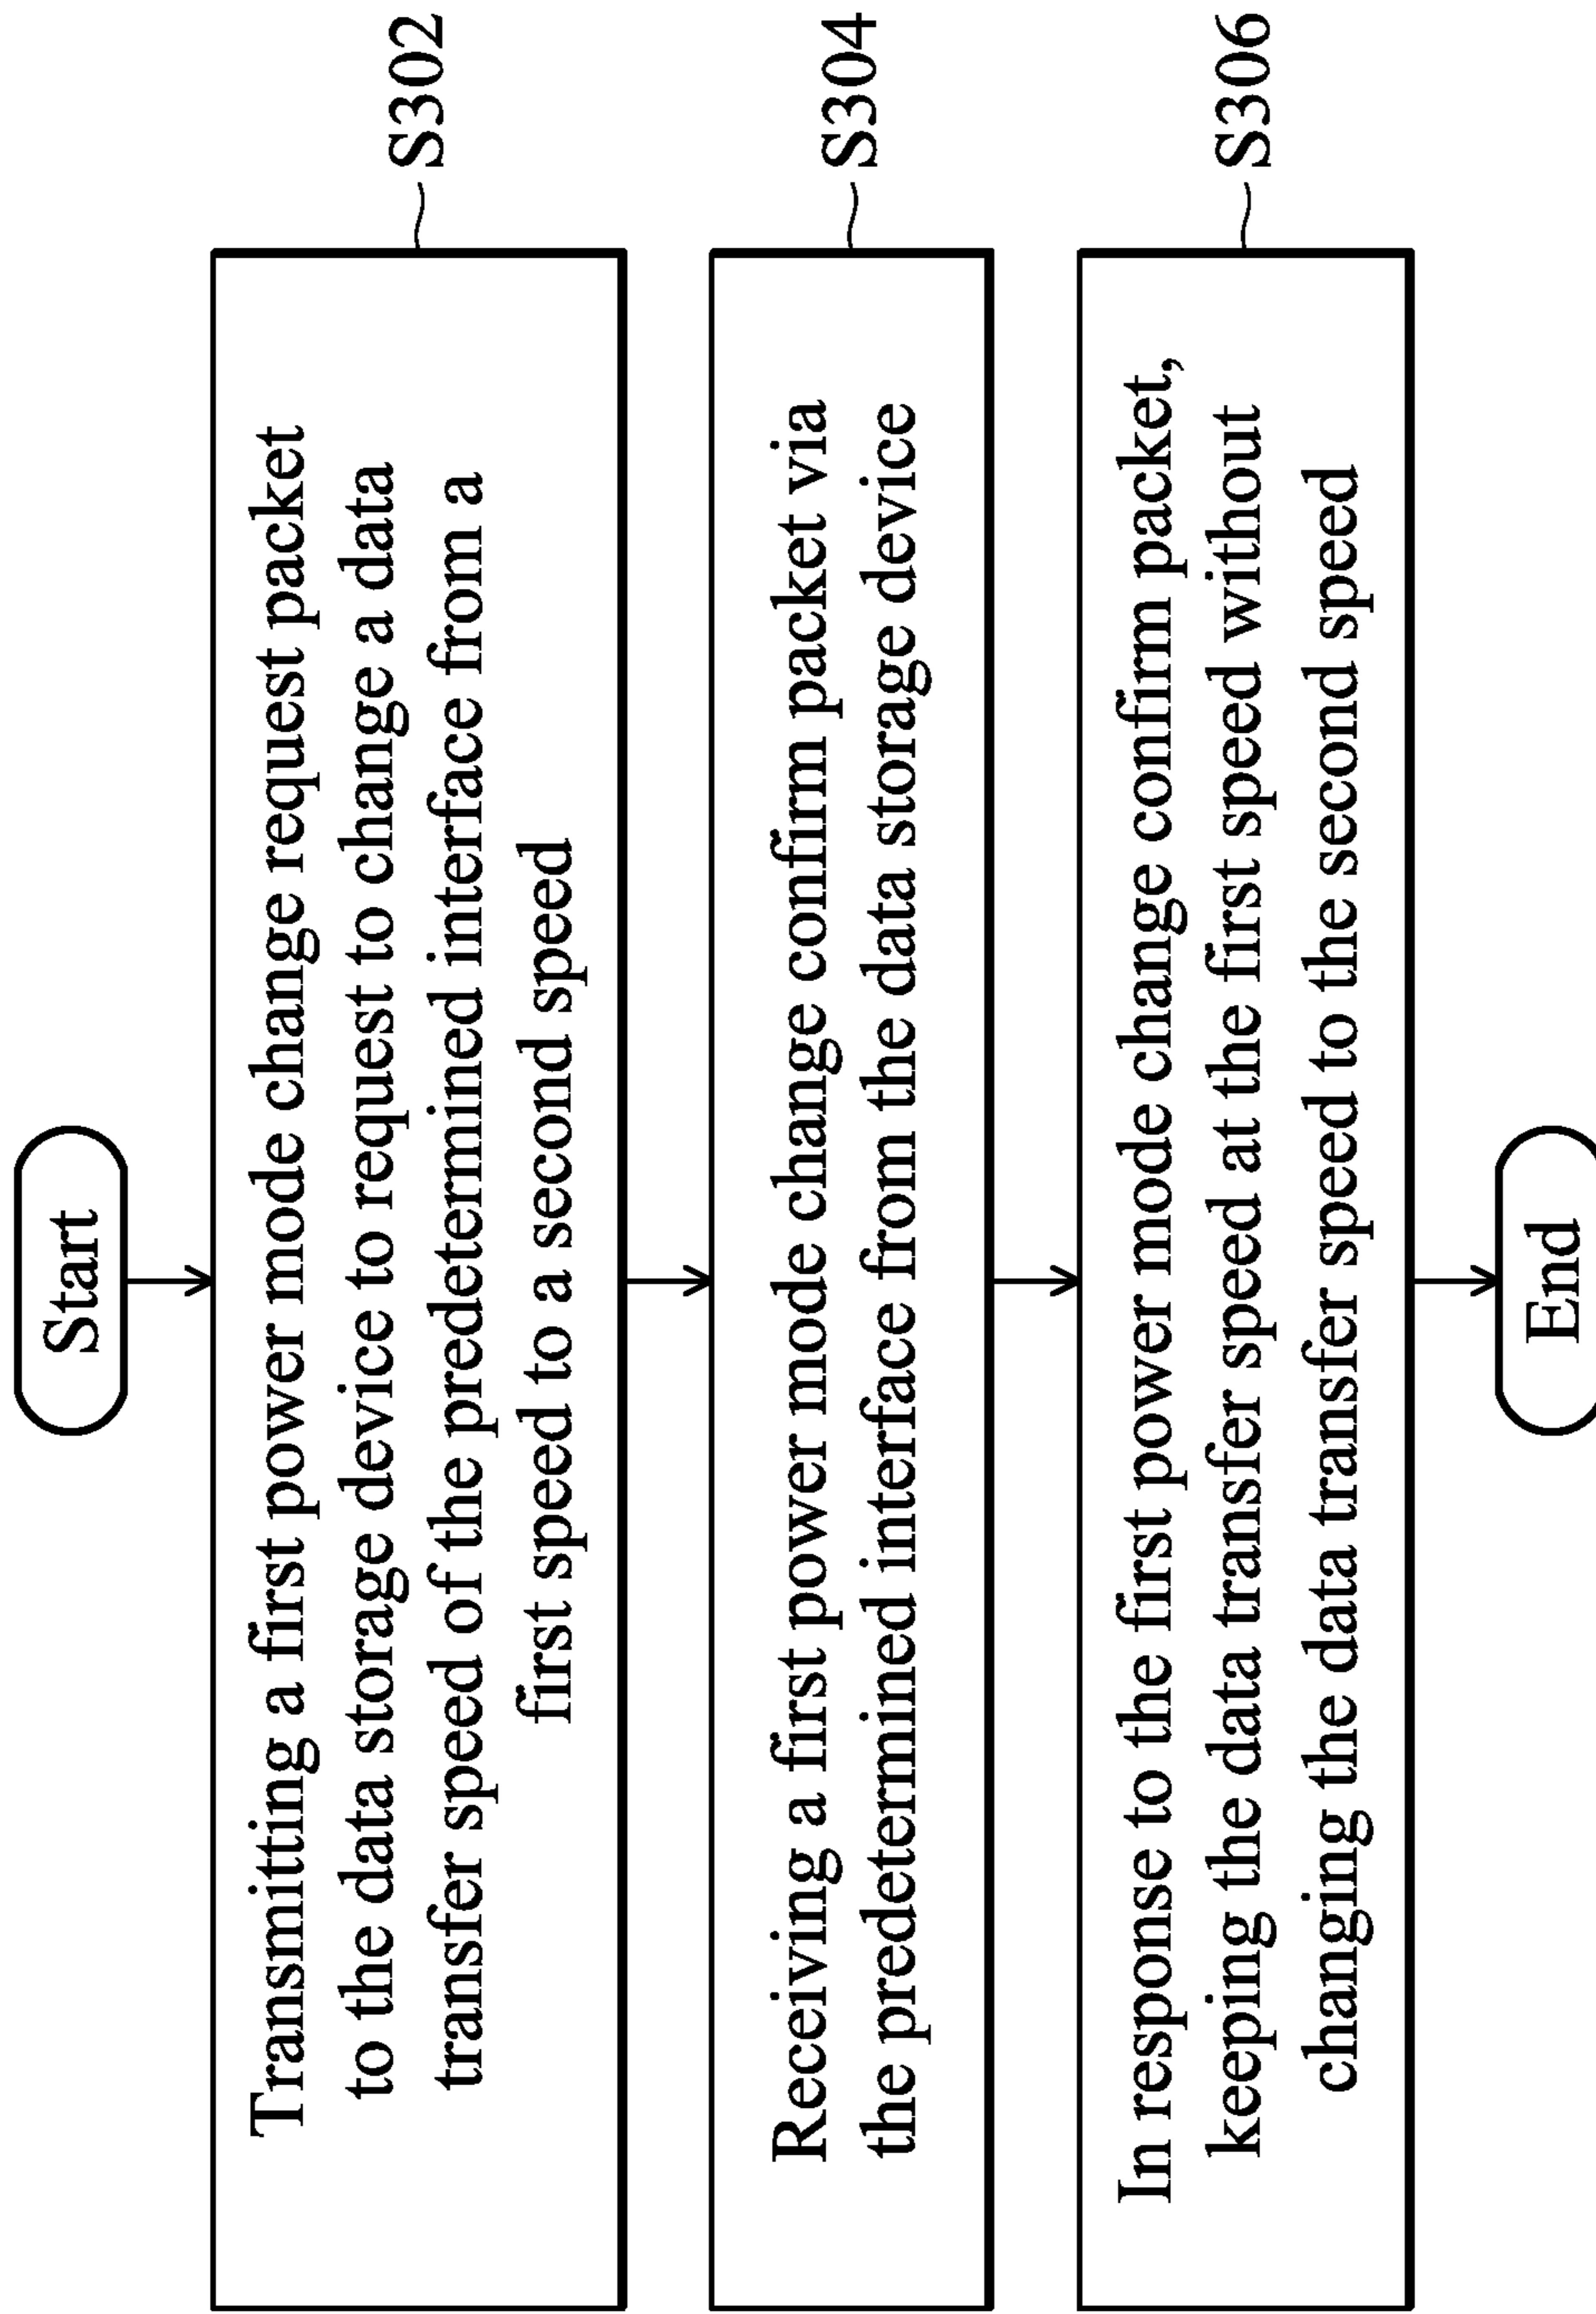 Start
Transmitting a first power mode change request packet
to the data storage device to request to change a data
transfer speed of the predetermined interface from a
first speed to a second speed
S302
Receiving a first power mode change confirm packet via
the predetermined interface from the data storage device
S304
In response to the first power mode change confirm packet,
keeping the data transfer speed at the first speed without
changing the data transfer speed to the second speed
S306
End